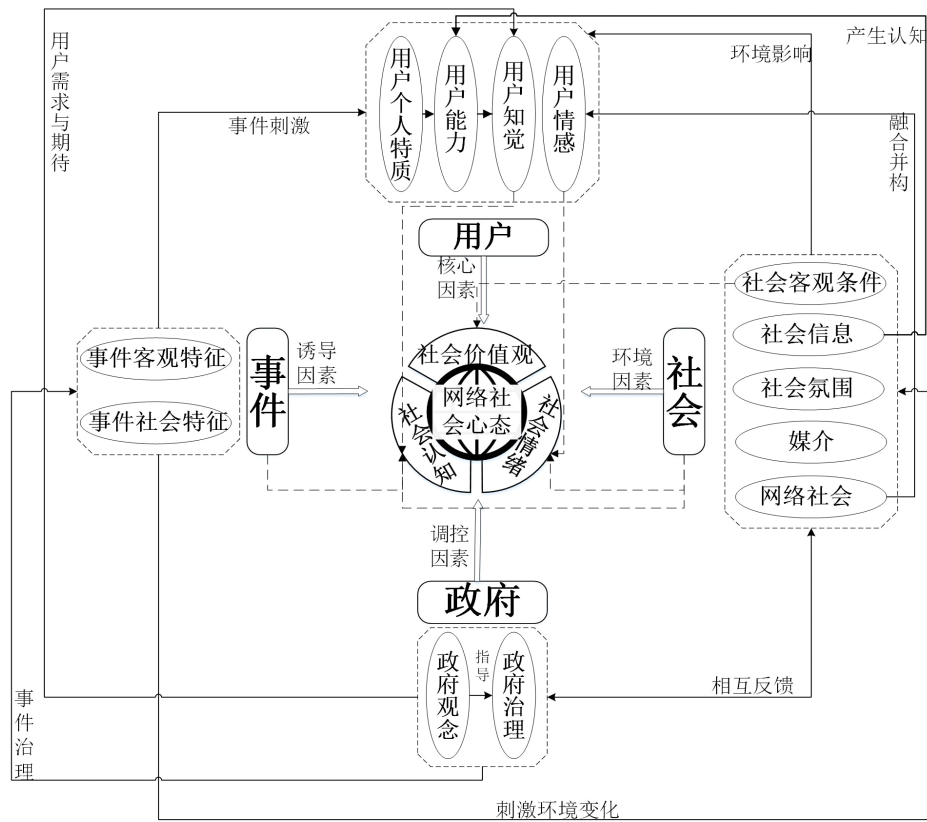 产生认知
用户需求与期待
环境影响
用户个人特质
用户能力
用户知觉
用户情感
事件刺激
融合并构
用户
核心
因素
社会客观条件
社会信息
社会氛围
媒介
网络社会
事件客观特征
事件社会特征
事件
诱导
因素
社会价值观
网络社
会心态
社会认知
社会情绪
环境
因素
社会
调控
因素
政府
政府观念
指导
政府治理
相互反馈
事件治理
刺激环境变化